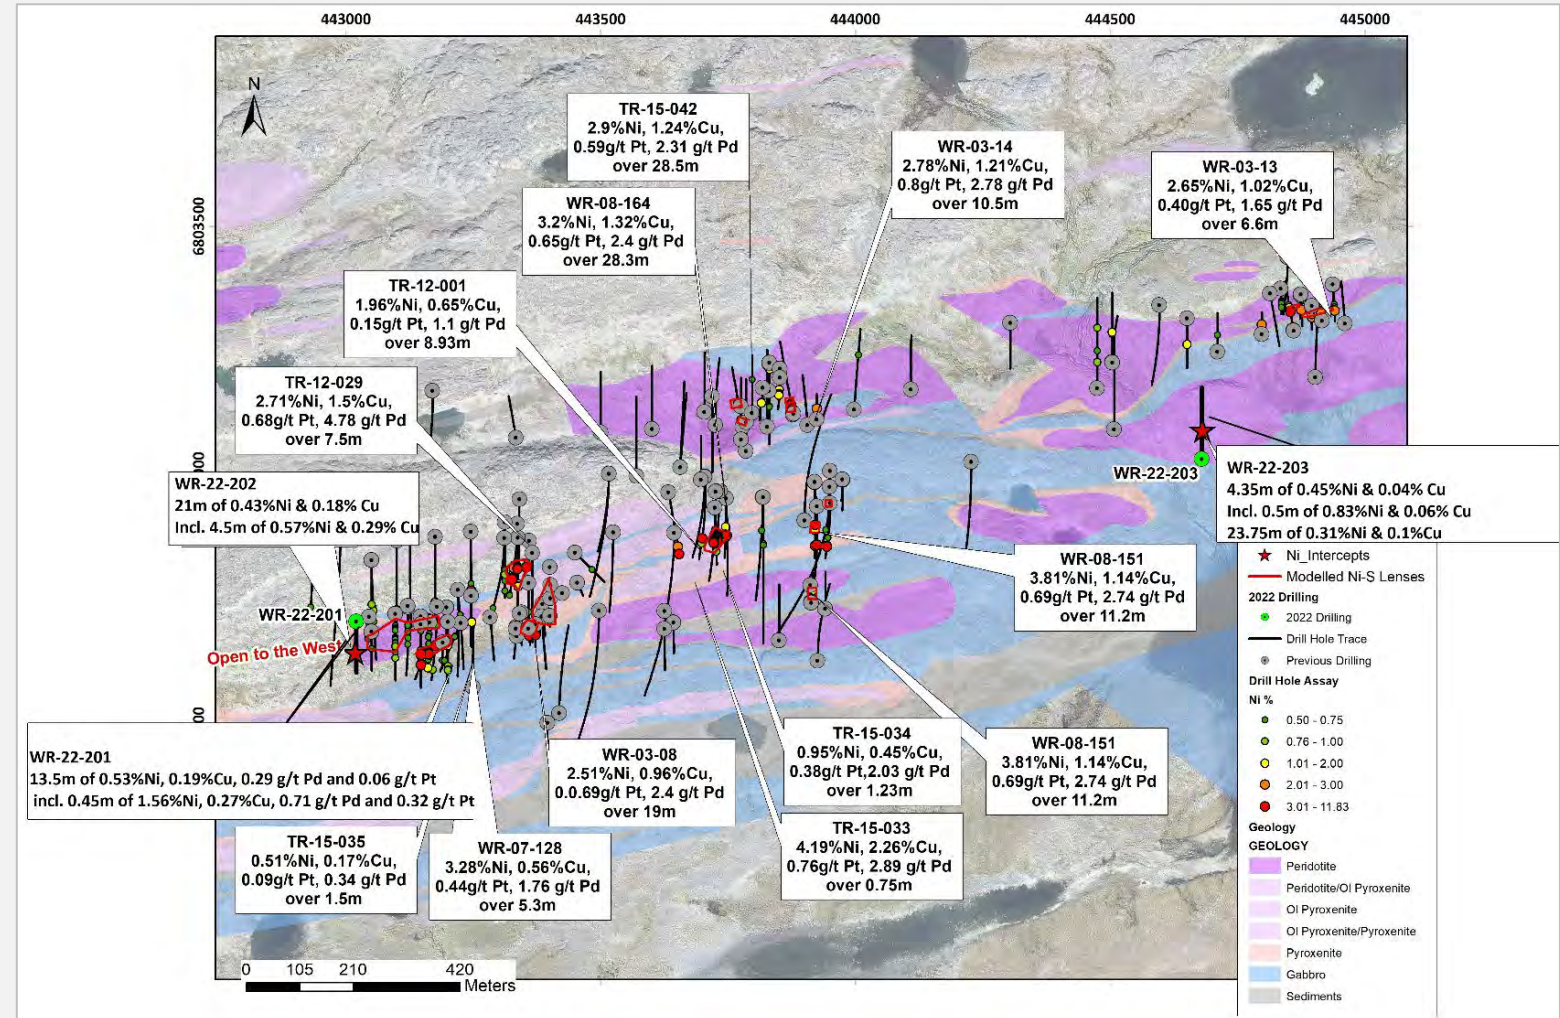 443000
443500
444000
444500
445000
N
6803500
000
00
TR-15-042
2.9%Ni, 1.24%Cu,
0.59g/t Pt, 2.31 g/t Pd
over 28.5m
WR-03-14
2.78%Ni, 1.21%Cu,
0.8g/t Pt, 2.78 g/t Pd
over 10.5m
WR-03-13
2.65%Ni, 1.02%Cu,
0.40g/t Pt, 1.65 g/t Pd
over 6.6m
WR-08-164
3.2%Ni, 1.32%Cu,
0.65g/t Pt, 2.4 g/t Pd
over 28.3m
TR-12-001
1.96%Ni, 0.65%Cu,
0.15g/t Pt, 1.1 g/t Pd
over 8.93m
TR-12-029
2.71%Ni, 1.5%Cu,
0.68g/t Pt, 4.78 g/t Pd
over 7.5m
WR-22-202
21m of 0.43%Ni & 0.18% Cu
Incl. 4.5m of 0.57%Ni & 0.29% Cu
WR-22-203
WR-22-203
4.35m of 0.45%Ni & 0.04% Cu
Incl. 0.5m of 0.83%Ni & 0.06% Cu
23.75m of 0.31%Ni & 0.1%Cu
WR-22-201
Open to the West
WR-08-151
3.81%Ni, 1.14%Cu,
0.69g/t Pt, 2.74 g/t Pd
over 11.2m
WR-22-201
13.5m of 0.53%Ni, 0.19%Cu, 0.29 g/t Pd and 0.06 g/t Pt
incl. 0.45m of 1.56%Ni, 0.27%Cu, 0.71 g/t Pd and 0.32 g/t Pt
WR-03-08
2.51%Ni, 0.96%Cu,
0.0.69g/t Pt, 2.4 g/t Pd
over 19m
TR-15-034
0.95%Ni, 0.45%Cu,
0.38g/t Pt,2.03 g/t Pd
over 1.23m
WR-08-151
3.81%Ni, 1.14%Cu,
0.69g/t Pt, 2.74 g/t Pd
over 11.2m
TR-15-035
0.51%Ni, 0.17%Cu,
0.09g/t Pt, 0.34 g/t Pd
over 1.5m
WR-07-128
3.28%Ni, 0.56%Cu,
0.44g/t Pt, 1.76 g/t Pd
over 5.3m
TR-15-033
4.19%Ni, 2.26%Cu,
0.76g/t Pt, 2.89 g/t Pd
over 0.75m
0 105 210 420
Meters
Ni_Intercepts
Modelled Ni-S Lenses
2022 Drilling
2022 Drilling
Drill Hole Trace
Previous Drilling
Drill Hole Assay
Ni %
0.50 - 0.75
0.76 - 1.00
1.01 - 2.00
2.01 - 3.00
3.01 - 11.83
Geology
GEOLOGY
Peridotite
Peridotite/Ol Pyroxenite
Ol Pyroxenite
Ol Pyroxenite/Pyroxenite
Pyroxenite
Gabbro
Sediments